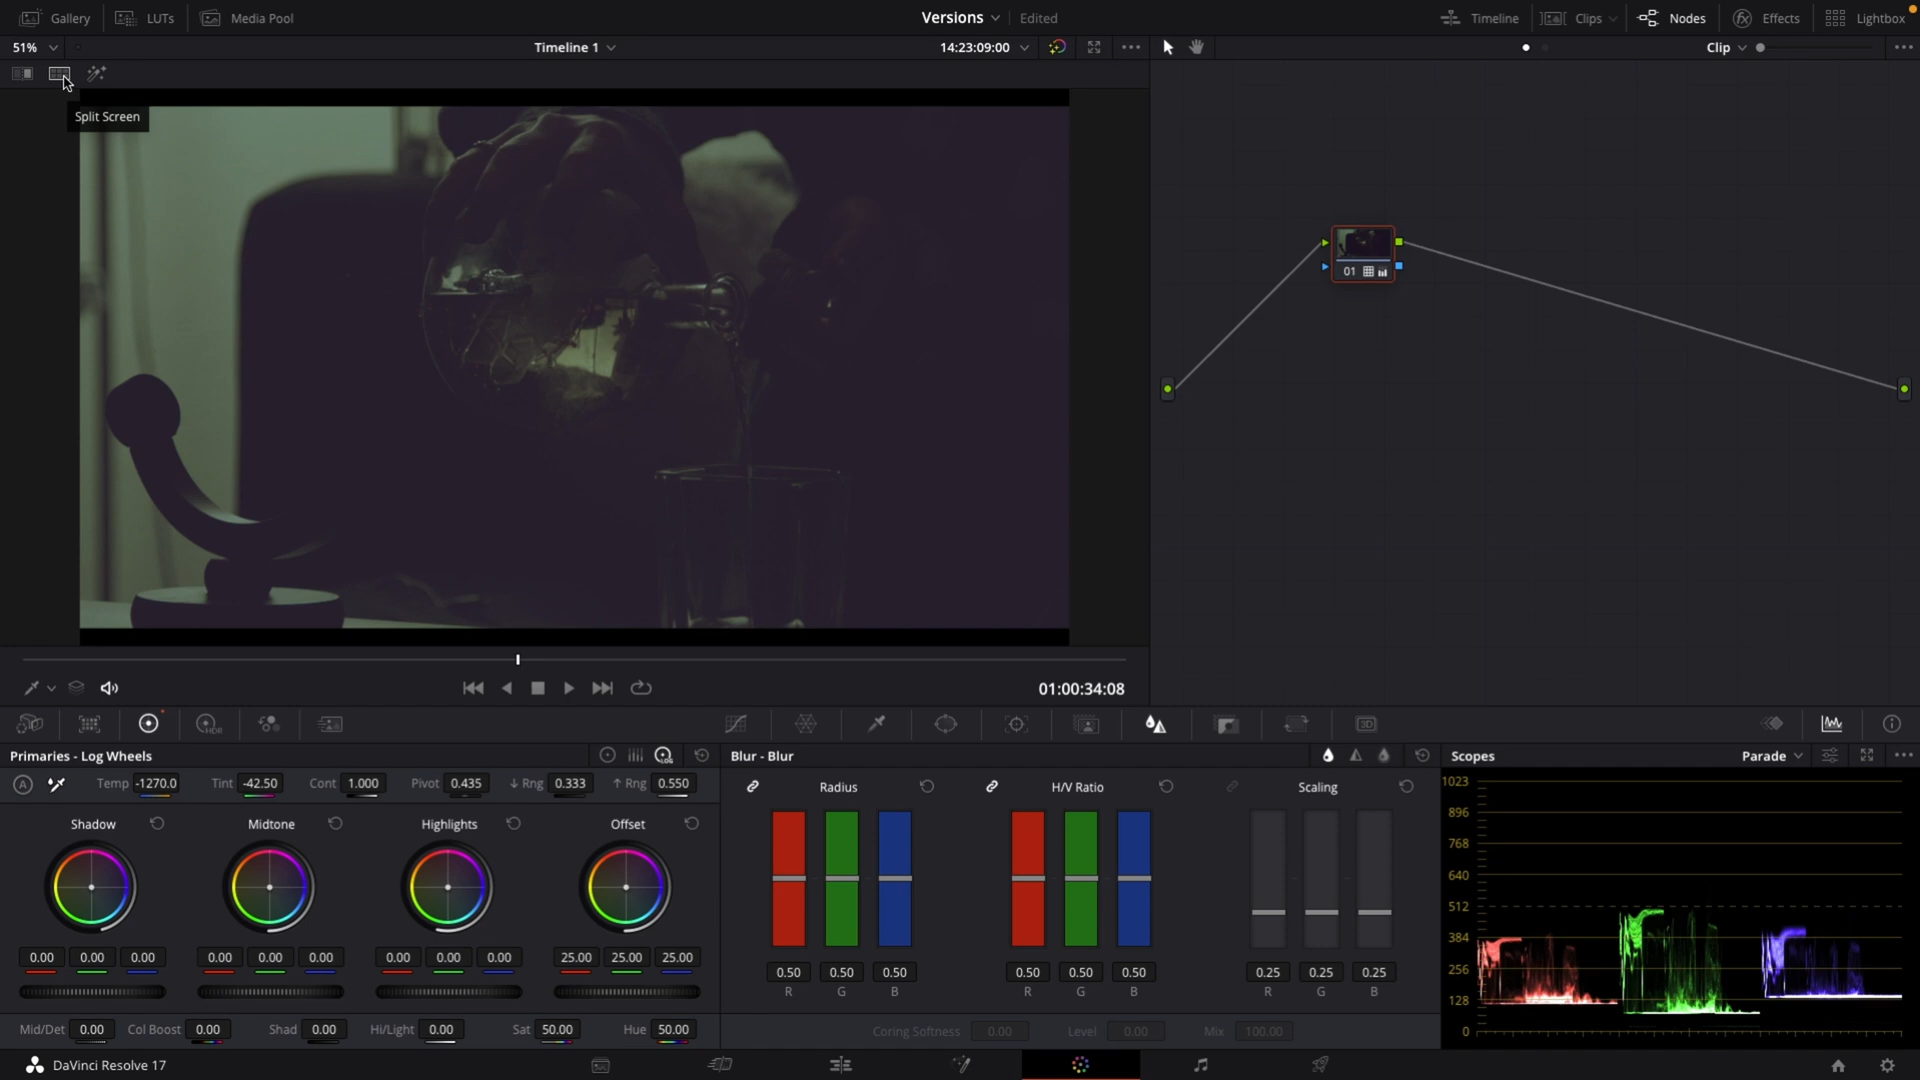 Gallery LUTs Media Pool Versions Edited Timeline Clips Nodes Effects Lightbox
51% Timeline 1 14:23:09:00 Clip
Split Screen
01
01:00:34:08
HDR 3D
Primaries - Log Wheels LOG Blur - Blur Scopes Parade
A Temp -1270.0 Tint -42.50 Cont 1.000 Pivot 0.435 ↓ Rng 0.333 ↑ Rng 0.550
Shadow Midtone Highlights Offset
0.00 0.00 0.00 0.00 0.00 0.00 0.00 0.00 0.00 25.00 25.00 25.00
Mid/Det 0.00 Col Boost 0.00 Shad 0.00 Hi/Light 0.00 Sat 50.00 Hue 50.00
Radius H/V Ratio Scaling
0.50 0.50 0.50 0.50 0.50 0.50 0.25 0.25 0.25
R G B R G B R G B
Coring Softness 0.00 Level 0.00 Mix 100.00
1023
896
768
640
512
384
256
128
0
DaVinci Resolve 17